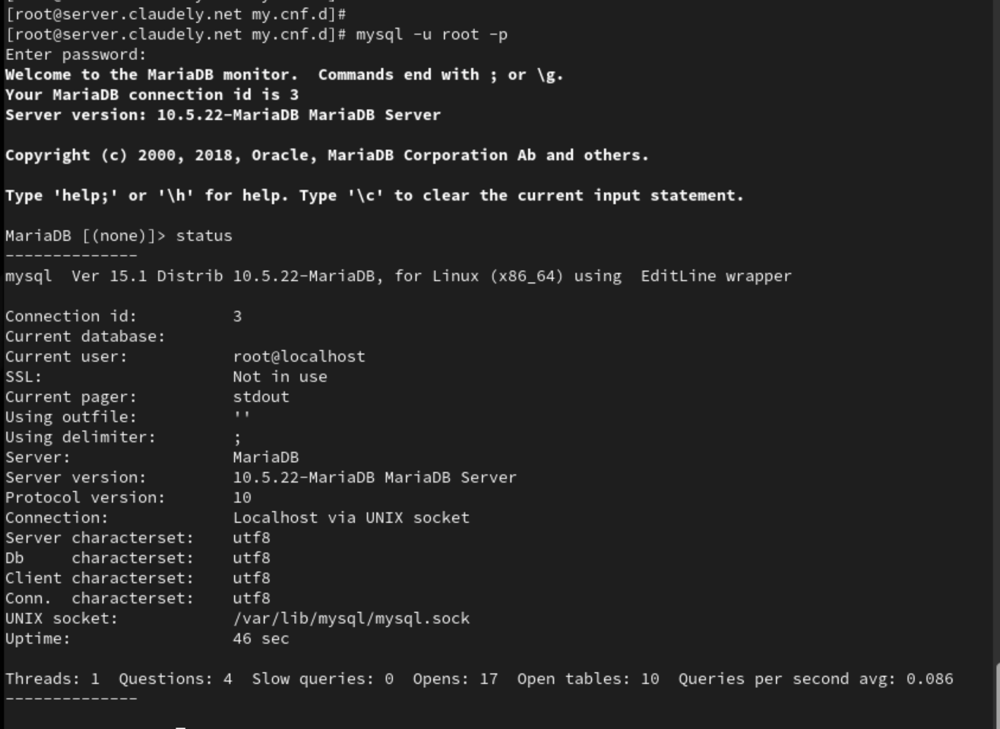 [root@server.claudely.net my.cnf.d]#
[root@server.claudely.net my.cnf.d]# mysql -u root -p
Enter password:
Welcome to the MariaDB monitor.  Commands end with ; or \g.
Your MariaDB connection id is 3
Server version: 10.5.22-MariaDB MariaDB Server

Copyright (c) 2000, 2018, Oracle, MariaDB Corporation Ab and others.

Type 'help;' or '\h' for help. Type '\c' to clear the current input statement.

MariaDB [(none)]> status
--------------
mysql  Ver 15.1 Distrib 10.5.22-MariaDB, for Linux (x86_64) using  EditLine wrapper

Connection id:          3
Current database:
Current user:           root@localhost
SSL:                    Not in use
Current pager:          stdout
Using outfile:          ''
Using delimiter:        ;
Server:                 MariaDB
Server version:         10.5.22-MariaDB MariaDB Server
Protocol version:       10
Connection:             Localhost via UNIX socket
Server characterset:    utf8
Db     characterset:    utf8
Client characterset:    utf8
Conn.  characterset:    utf8
UNIX socket:            /var/lib/mysql/mysql.sock
Uptime:                 46 sec

Threads: 1  Questions: 4  Slow queries: 0  Opens: 17  Open tables: 10  Queries per second avg: 0.086
--------------